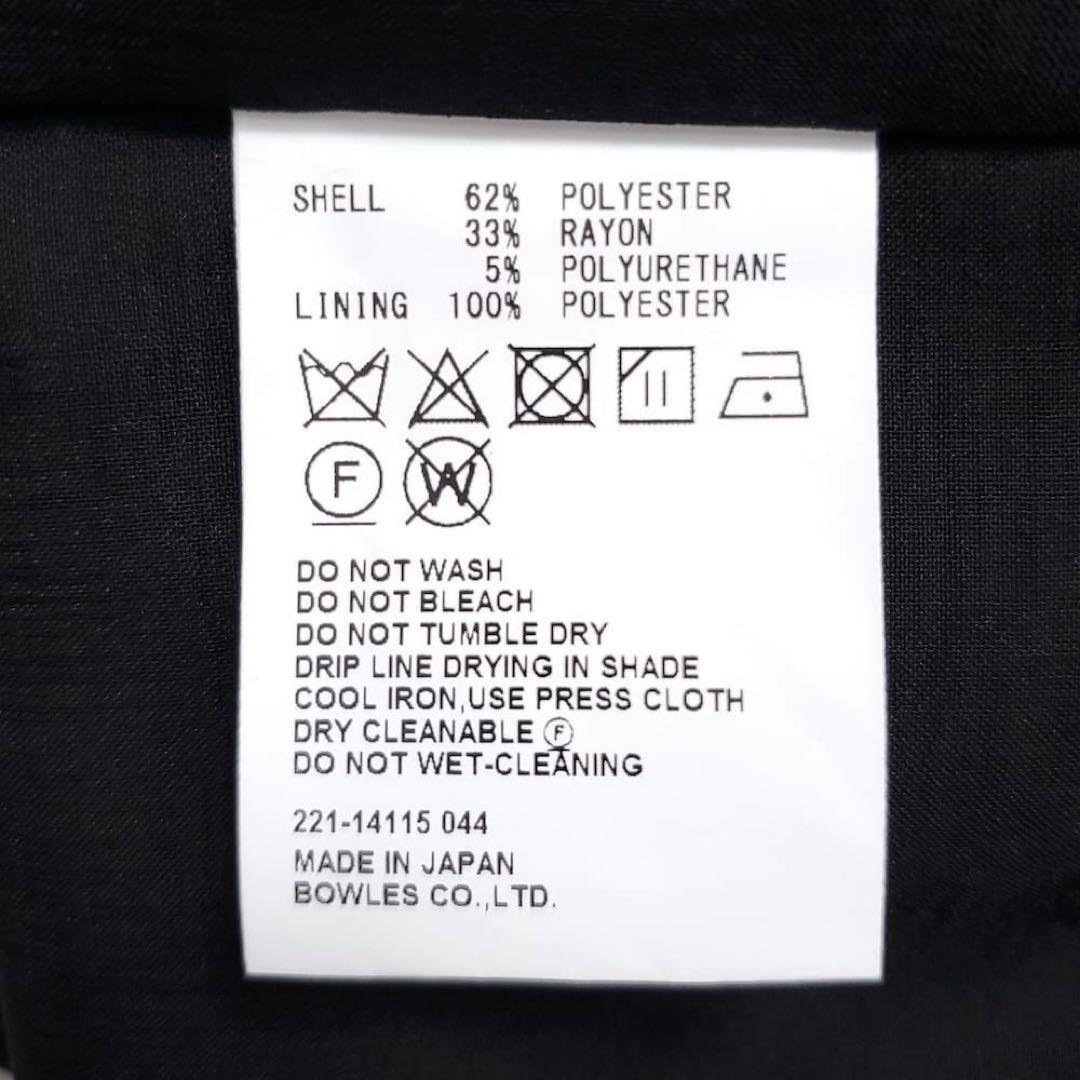 SHELL 62% POLYESTER
33% RAYON
5% POLYURETHANE
LINING 100% POLYESTER
F W
DO NOT WASH
DO NOT BLEACH
DO NOT TUMBLE DRY
DRIP LINE DRYING IN SHADE
COOL IRON,USE PRESS CLOTH
DRY CLEANABLE F
DO NOT WET-CLEANING
221-14115 044
MADE IN JAPAN
BOWLES CO.,LTD.